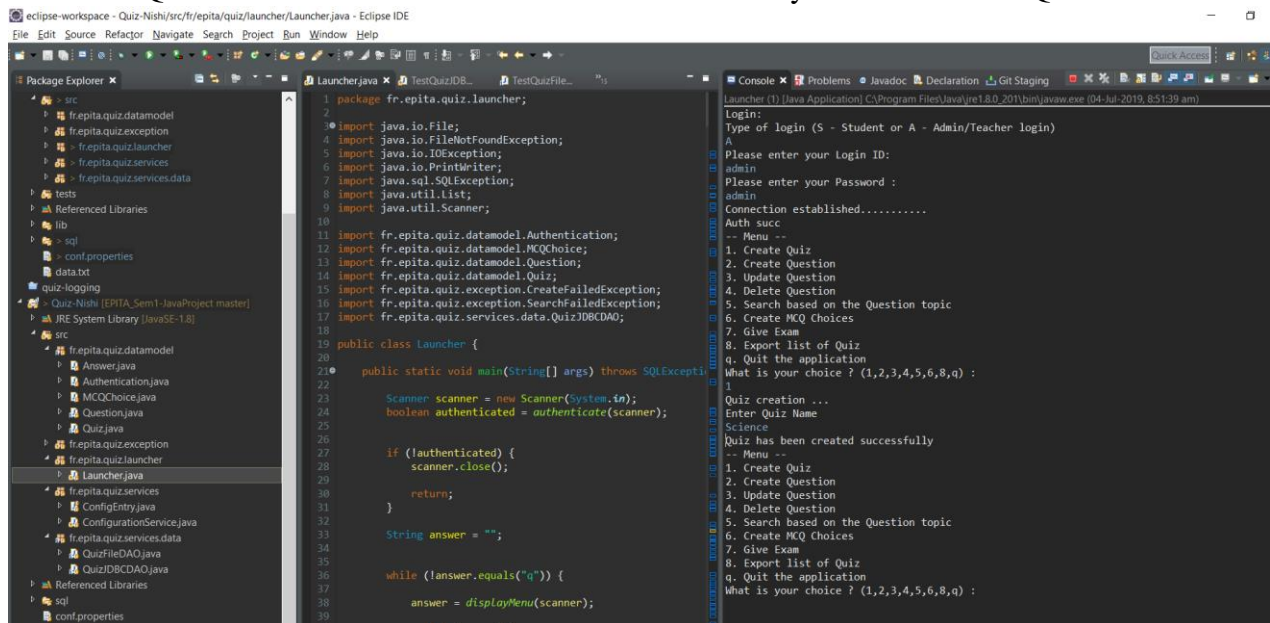 eclipse-workspace - Quiz-Nishi/src/fr/epita/quiz/launcher/Launcher.java - Eclipse IDE
File Edit Source Refactor Navigate Search Project Run Window Help
Quick Access
Package Explorer
> src
fr.epita.quiz.datamodel
fr.epita.quiz.exception
> fr.epita.quiz.launcher
> fr.epita.quiz.services
> fr.epita.quiz.services.data
tests
Referenced Libraries
lib
> sql
> conf.properties
data.txt
quiz-logging
> Quiz-Nishi [EPITA_Sem1-JavaProject master]
JRE System Library [JavaSE-1.8]
src
fr.epita.quiz.datamodel
Answer.java
Authentication.java
MCQChoice.java
Question.java
Quiz.java
fr.epita.quiz.exception
fr.epita.quiz.launcher
Launcher.java
fr.epita.quiz.services
ConfigEntry.java
ConfigurationService.java
fr.epita.quiz.services.data
QuizFileDAO.java
QuizJDBCDAO.java
Referenced Libraries
sql
conf.properties
Launcher.java TestQuizJDB... TestQuizFile... »15
1 package fr.epita.quiz.launcher;
2
3 import java.io.File;
4 import java.io.FileNotFoundException;
5 import java.io.IOException;
6 import java.io.PrintWriter;
7 import java.sql.SQLException;
8 import java.util.List;
9 import java.util.Scanner;
10
11 import fr.epita.quiz.datamodel.Authentication;
12 import fr.epita.quiz.datamodel.MCQChoice;
13 import fr.epita.quiz.datamodel.Question;
14 import fr.epita.quiz.datamodel.Quiz;
15 import fr.epita.quiz.exception.CreateFailedException;
16 import fr.epita.quiz.exception.SearchFailedException;
17 import fr.epita.quiz.services.data.QuizJDBCDAO;
18
19 public class Launcher {
20
21 public static void main(String[] args) throws SQLExcepti
22
23 Scanner scanner = new Scanner(System.in);
24 boolean authenticated = authenticate(scanner);
25
26
27 if (!authenticated) {
28 scanner.close();
29
30 return;
31 }
32
33 String answer = "";
34
35
36 while (!answer.equals("q")) {
37
38 answer = displayMenu(scanner);
39
Console Problems Javadoc Declaration Git Staging
Launcher (1) [Java Application] C:\Program Files\Java\jre1.8.0_201\bin\javaw.exe (04-Jul-2019, 8:51:39 am)
Login:
Type of login (S - Student or A - Admin/Teacher login)
A
Please enter your Login ID:
admin
Please enter your Password :
admin
Connection established...........
Auth succ
-- Menu --
1. Create Quiz
2. Create Question
3. Update Question
4. Delete Question
5. Search based on the Question topic
6. Create MCQ Choices
7. Give Exam
8. Export list of Quiz
q. Quit the application
What is your choice ? (1,2,3,4,5,6,8,q) :
1
Quiz creation ...
Enter Quiz Name
Science
Quiz has been created successfully
-- Menu --
1. Create Quiz
2. Create Question
3. Update Question
4. Delete Question
5. Search based on the Question topic
6. Create MCQ Choices
7. Give Exam
8. Export list of Quiz
q. Quit the application
What is your choice ? (1,2,3,4,5,6,8,q) :